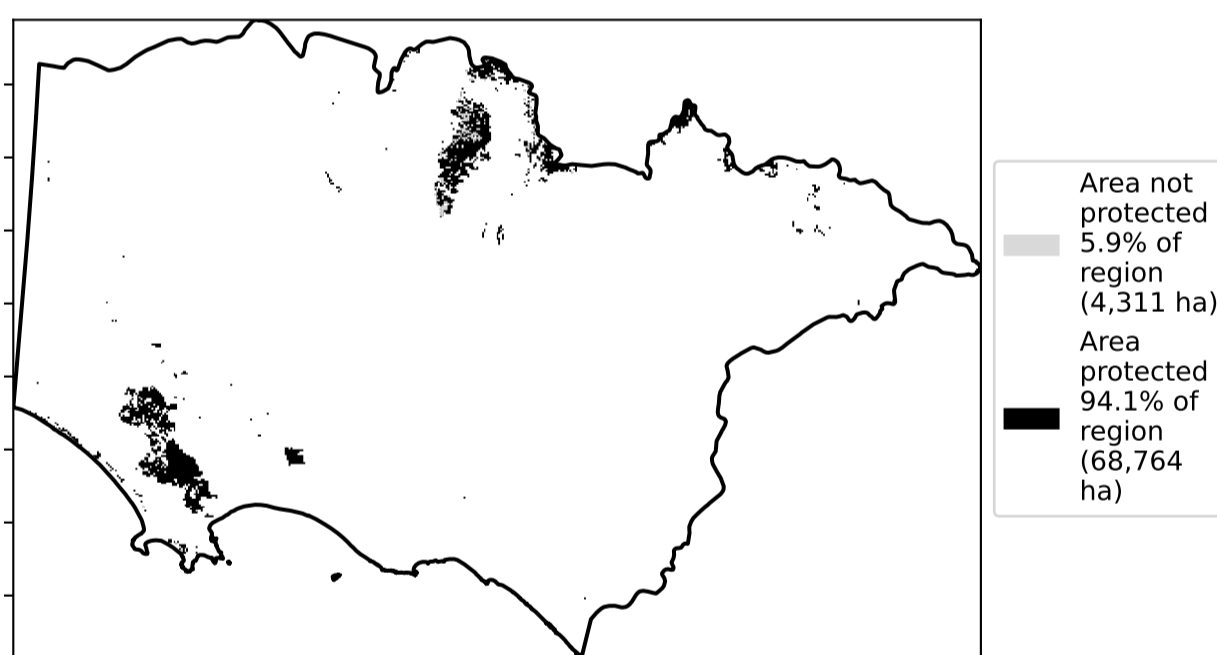 Area not
protected
5.9% of
region
(4,311 ha)
Area
protected
94.1% of
region
(68,764
ha)